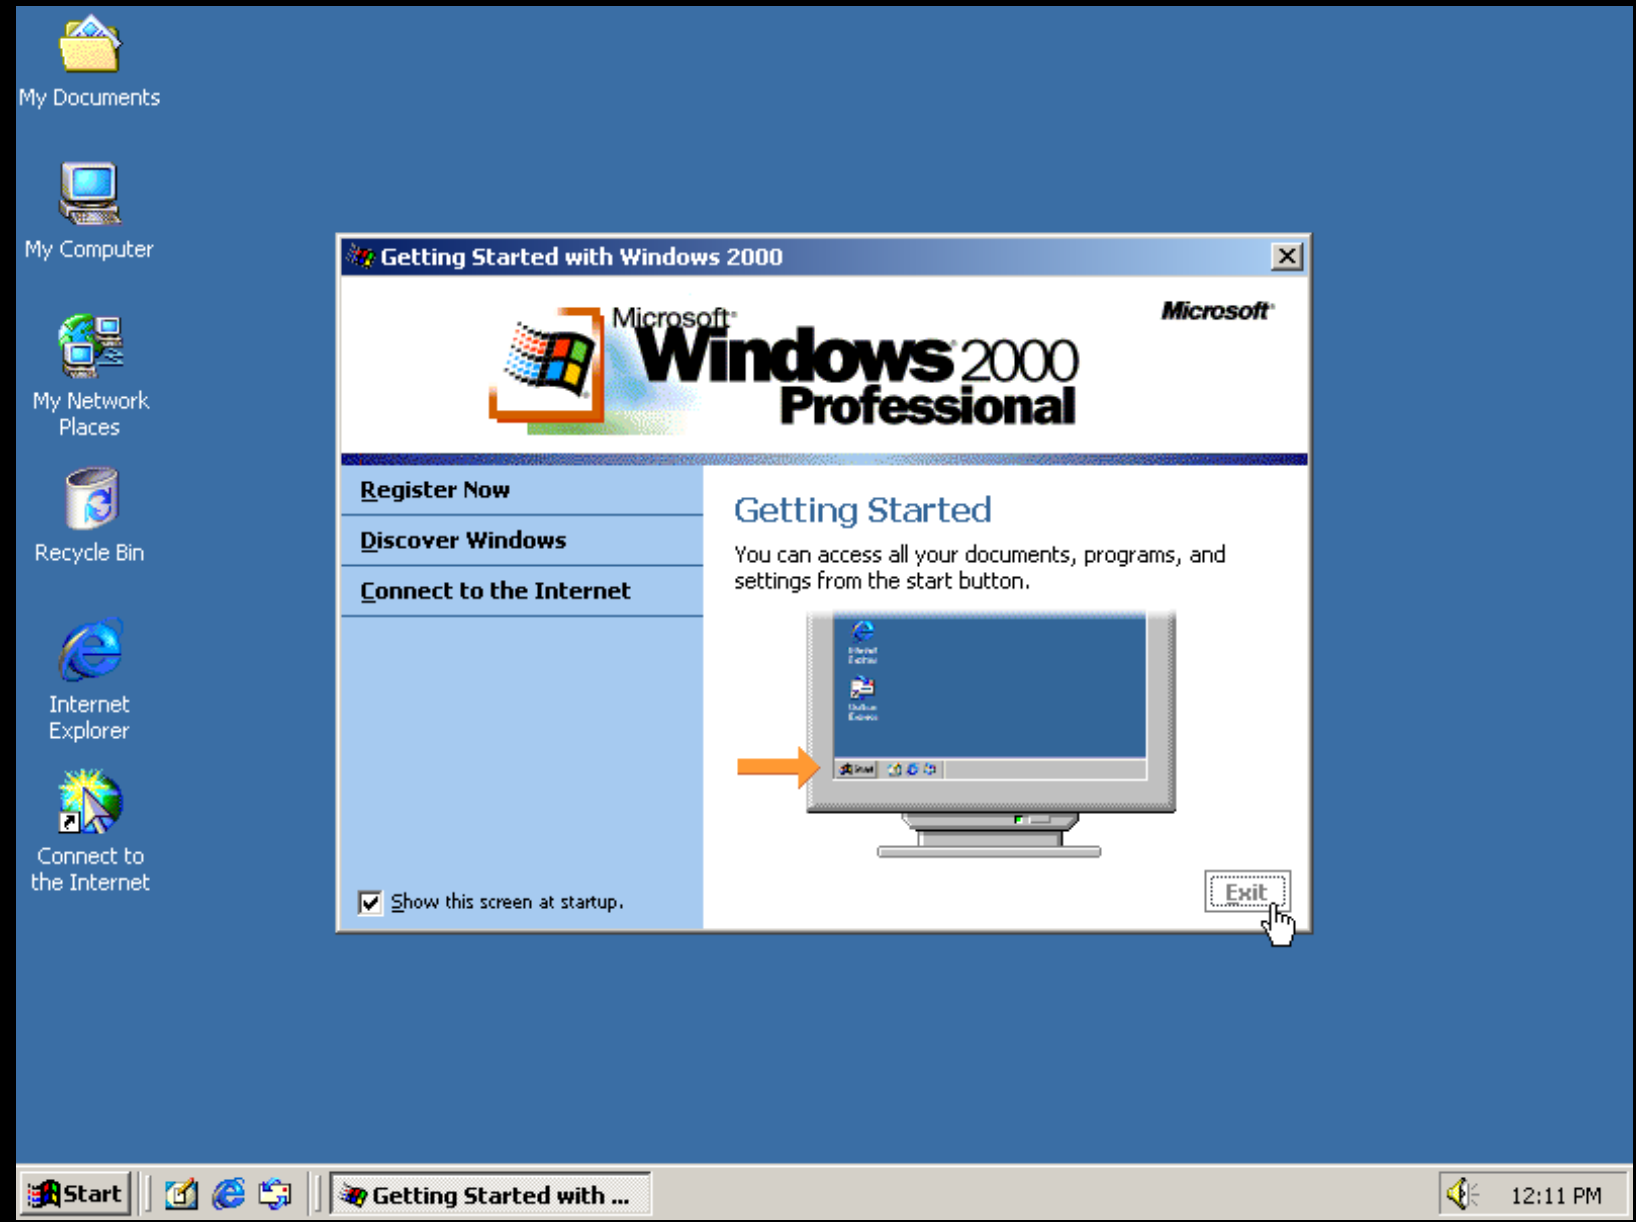 My Documents
My Computer
My Network
Places
Recycle Bin
Internet
Explorer
Connect to
the Internet
Getting Started with Windows 2000
Microsoft
Microsoft
Windows 2000
Professional
Register Now
Discover Windows
Connect to the Internet
Show this screen at startup.
Getting Started
You can access all your documents, programs, and
settings from the start button.
Start
Exit
Start
Getting Started with ...
12:11 PM